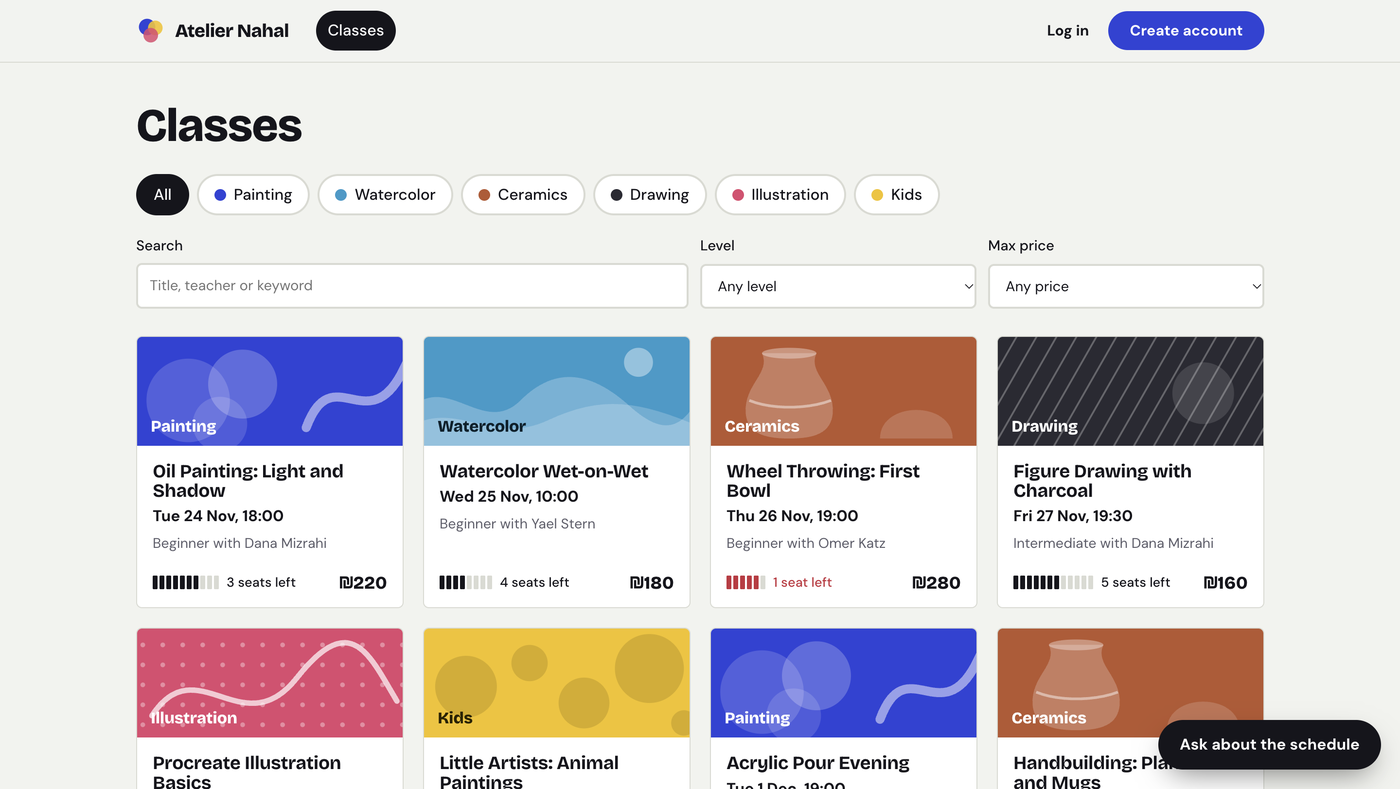 Atelier Nahal
Classes
Log in
Create account
Classes
All
Painting
Watercolor
Ceramics
Drawing
Illustration
Kids
Search
Level
Max price
Title, teacher or keyword
Any level
Any price
Painting
Oil Painting: Light and
Shadow
Tue 24 Nov, 18:00
Beginner with Dana Mizrahi
3 seats left
₪220
Watercolor
Watercolor Wet-on-Wet
Wed 25 Nov, 10:00
Beginner with Yael Stern
4 seats left
₪180
Ceramics
Wheel Throwing: First
Bowl
Thu 26 Nov, 19:00
Beginner with Omer Katz
1 seat left
₪280
Drawing
Figure Drawing with
Charcoal
Fri 27 Nov, 19:30
Intermediate with Dana Mizrahi
5 seats left
₪160
Illustration
Procreate Illustration
Basics
Kids
Little Artists: Animal
Paintings
Painting
Acrylic Pour Evening
Tue 1 Dec, 19:00
Ceramics
Handbuilding:
and Mugs
Ask about the schedule